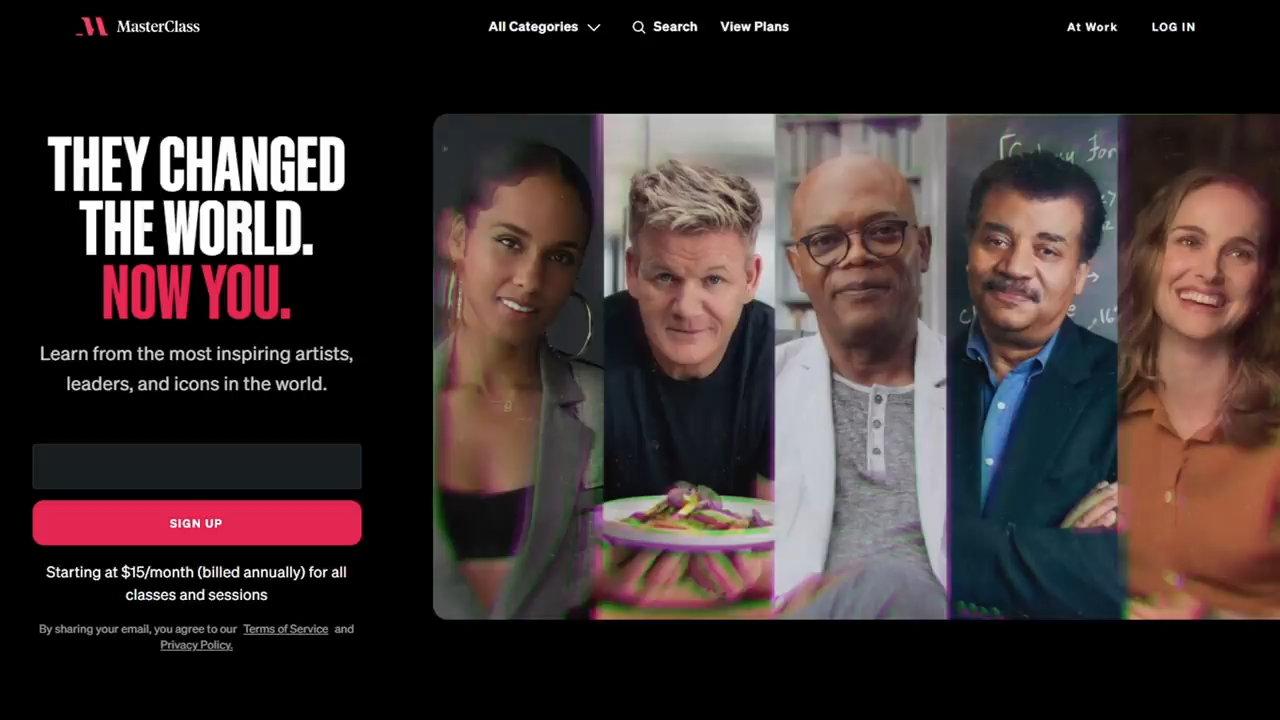 MasterClass
All Categories
Search
View Plans
At Work
LOG IN
THEY CHANGED
THE WORLD.
NOW YOU.
Learn from the most inspiring artists,
leaders, and icons in the world.
SIGN UP
Starting at $15/month (billed annually) for all
classes and sessions
By sharing your email, you agree to our Terms of Service and
Privacy Policy.